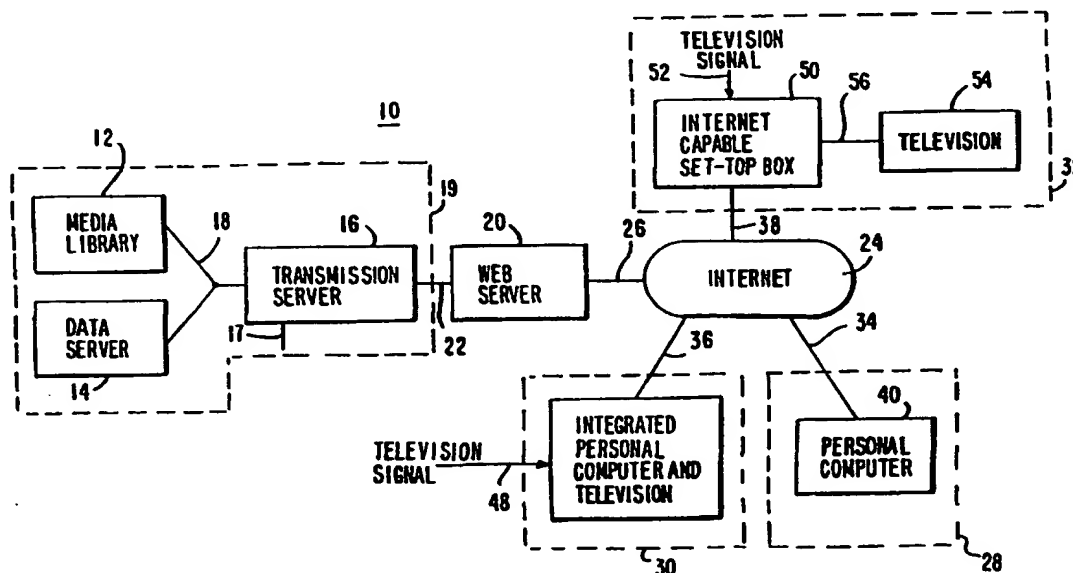 TELEVISION
SIGNAL
52
50
56
54
10
INTERNET
CAPABLE
SET-TOP BOX
TELEVISION
12
19
MEDIA
LIBRARY
18
16
20
38
26
24
TRANSMISSION
SERVER
WEB
SERVER
INTERNET
DATA
SERVER
17
22
14
36
34
40
INTEGRATED
PERSONAL
COMPUTER
AND
TELEVISION
PERSONAL
COMPUTER
TELEVISION
SIGNAL
48
30
28